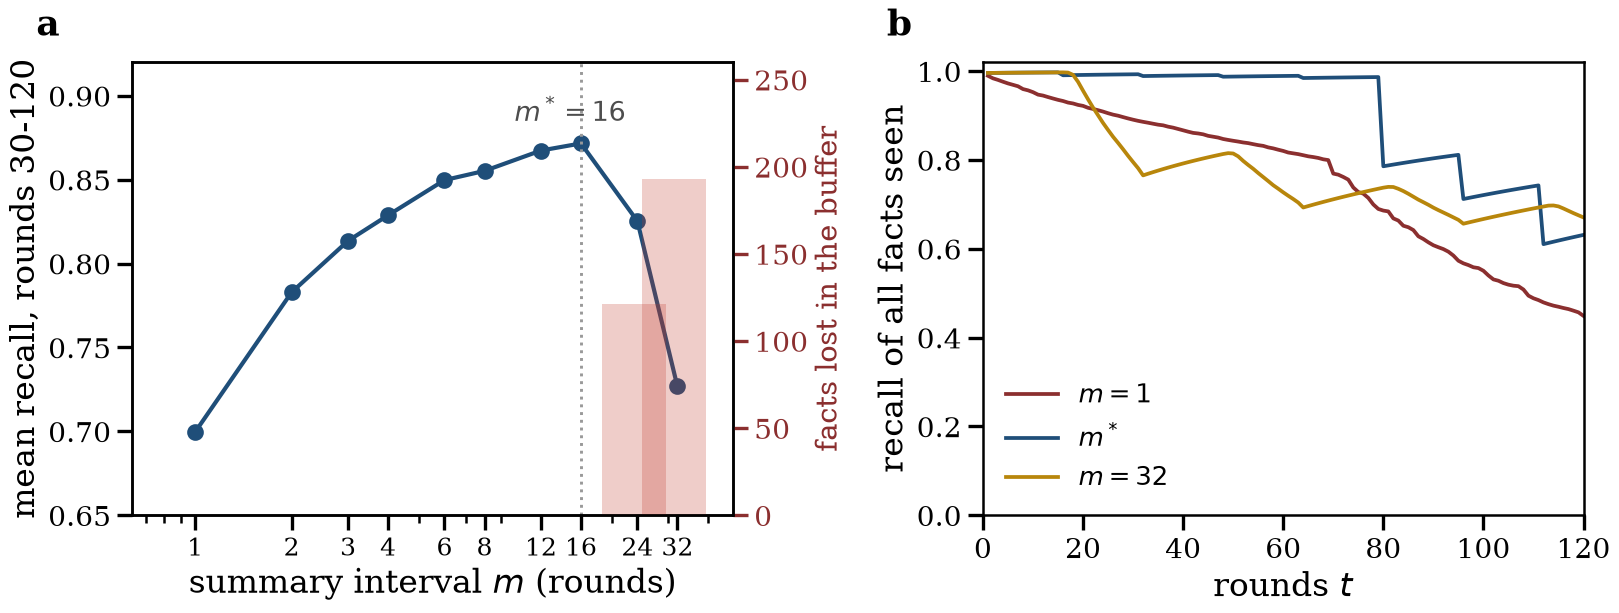 a
mean recall, rounds 30-120
0.90
0.85
0.80
0.75
0.70
0.65
m* = 16
250
200
150
100
50
0
facts lost in the buffer
1 2 3 4 6 8 12 16 24 32
summary interval m (rounds)
b
recall of all facts seen
1.0
0.8
0.6
0.4
0.2
0.0
m = 1
m*
m = 32
0 20 40 60 80 100 120
rounds t